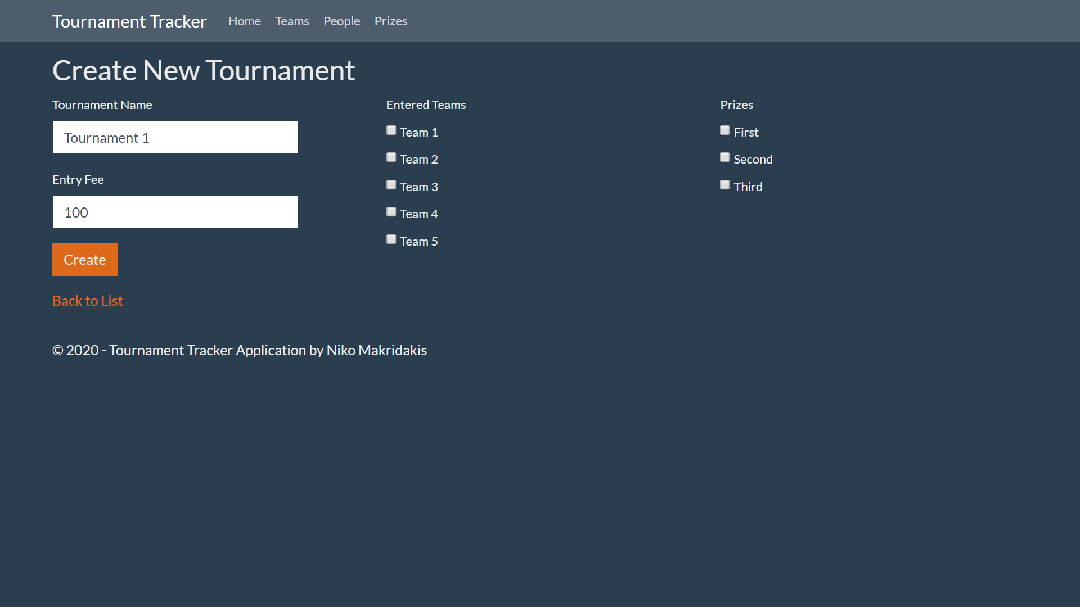 Tournament Tracker Home Teams People Prizes
Create New Tournament
Tournament Name
Tournament 1
Entry Fee
100
Create
Back to List
Entered Teams
Team 1
Team 2
Team 3
Team 4
Team 5
Prizes
First
Second
Third
© 2020 - Tournament Tracker Application by Niko Makridakis